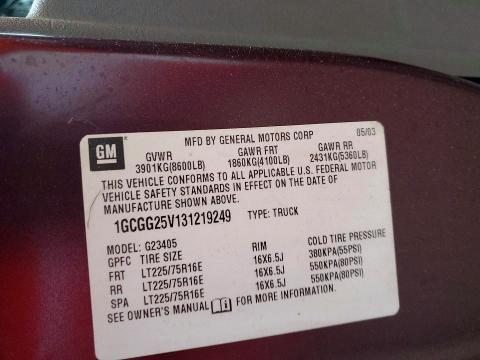 MFD BY GENERAL MOTORS CORP 05/03
GM
GVWR GAWR FRT GAWR RR
3901KG(8600LB) 1860KG(4100LB) 2431KG(5360LB)
THIS VEHICLE CONFORMS TO ALL APPLICABLE U.S. FEDERAL MOTOR
VEHICLE SAFETY STANDARDS IN EFFECT ON THE DATE OF
MANUFACTURE SHOWN ABOVE.
1GCGG25V131219249 TYPE: TRUCK
MODEL: G23405
GPFC TIRE SIZE RIM COLD TIRE PRESSURE
FRT LT225/75R16E 16X6.5J 380KPA(55PSI)
RR LT225/75R16E 16X6.5J 550KPA(80PSI)
SPA LT225/75R16E 16X6.5J 550KPA(80PSI)
SEE OWNER'S MANUAL FOR MORE INFORMATION.